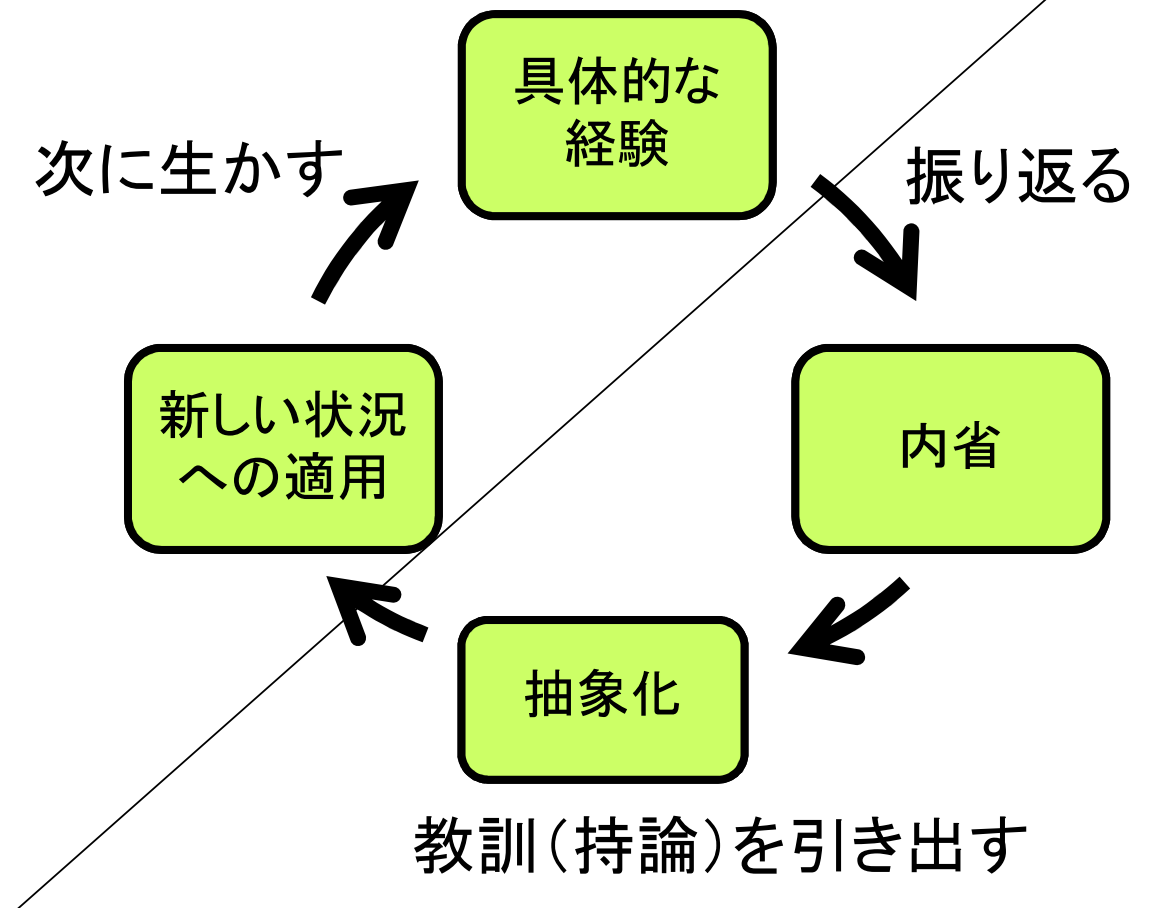 具体的な
経験
次に生かす
振り返る
新しい状況
への適用
内省
抽象化
教訓（持論）を引き出す